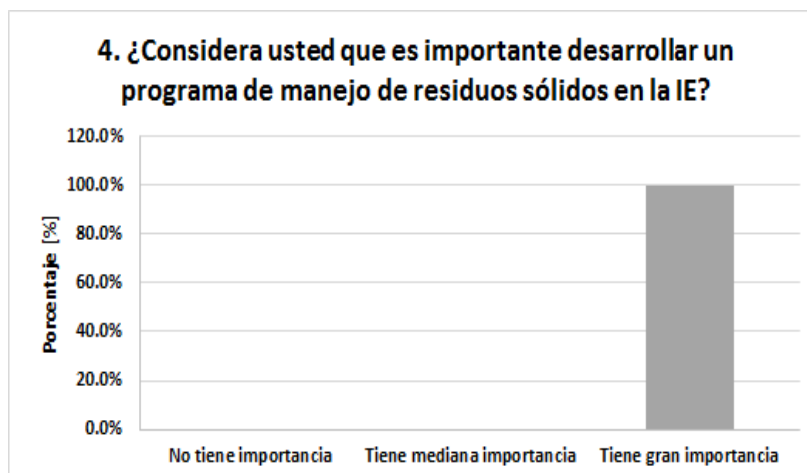 4. ¿Considera usted que es importante desarrollar un
programa de manejo de residuos sólidos en la IE?
Porcentaje [%]
120.0%
100.0%
80.0%
60.0%
40.0%
20.0%
0.0%
No tiene importancia
Tiene mediana importancia
Tiene gran importancia